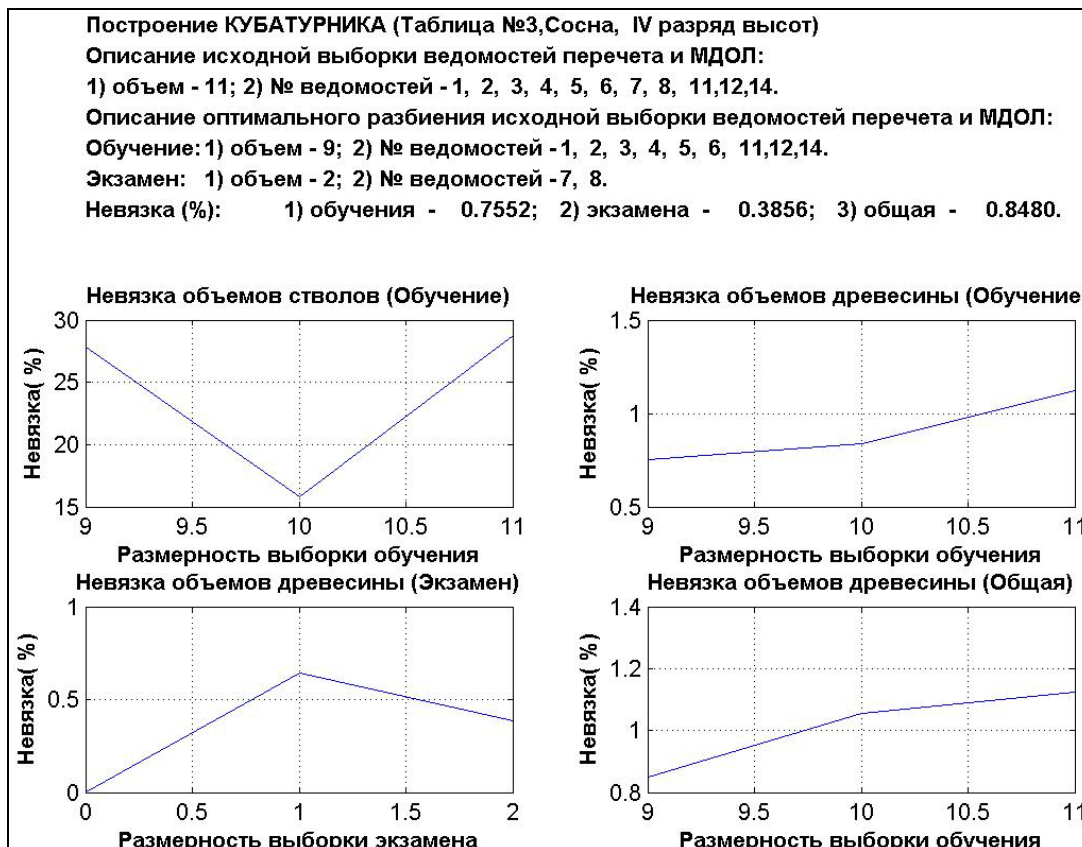 Построение КУБАТУРНИКА (Таблица №3,Сосна, IV разряд высот)
Описание исходной выборки ведомостей перечета и МДОЛ:
1) объем - 11; 2) № ведомостей - 1, 2, 3, 4, 5, 6, 7, 8, 11,12,14.
Описание оптимального разбиения исходной выборки ведомостей перечета и МДОЛ:
Обучение: 1) объем - 9; 2) № ведомостей - 1, 2, 3, 4, 5, 6, 11,12,14.
Экзамен: 1) объем - 2; 2) № ведомостей - 7, 8.
Невязка (%): 1) обучения - 0.7552; 2) экзамена - 0.3856; 3) общая - 0.8480.
Невязка объемов стволов (Обучение)
Невязка( %)
30
25
20
15
9 9.5 10 10.5 11
Размерность выборки обучения
Невязка объемов древесины (Обучение
Невязка( %)
1.5
1
0.5
9 9.5 10 10.5 11
Размерность выборки обучения
Невязка объемов древесины (Экзамен)
Невязка( %)
1
0.5
0
0 0.5 1 1.5 2
Размерность выборки экзамена
Невязка объемов древесины (Общая)
Невязка( %)
1.4
1.2
1
0.8
9 9.5 10 10.5 11
Размерность выборки обучения